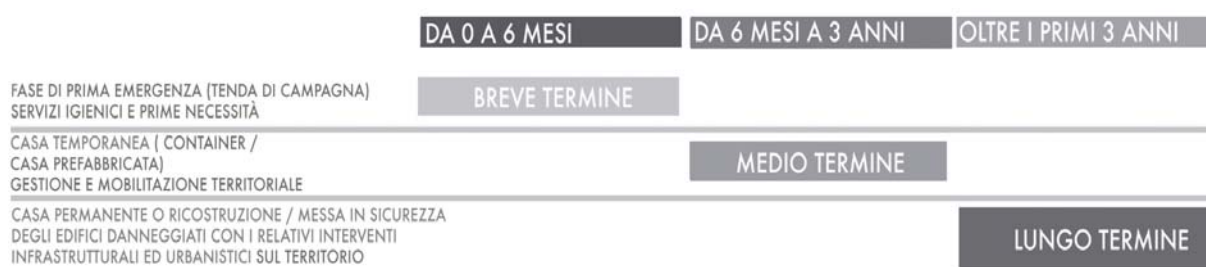 DA 0 A 6 MESI
DA 6 MESI A 3 ANNI
OLTRE I PRIMI 3 ANNI
FASE DI PRIMA EMERGENZA (TENDA DI CAMPAGNA)
SERVIZI IGIENICI E PRIME NECESSITÀ
BREVE TERMINE
CASA TEMPORANEA ( CONTAINER /
CASA PREFABBRICATA)
GESTIONE E MOBILITAZIONE TERRITORIALE
MEDIO TERMINE
CASA PERMANENTE O RICOSTRUZIONE / MESSA IN SICUREZZA
DEGLI EDIFICI DANNEGGIATI CON I RELATIVI INTERVENTI
INFRASTRUTTURALI ED URBANISTICI SUL TERRITORIO
LUNGO TERMINE